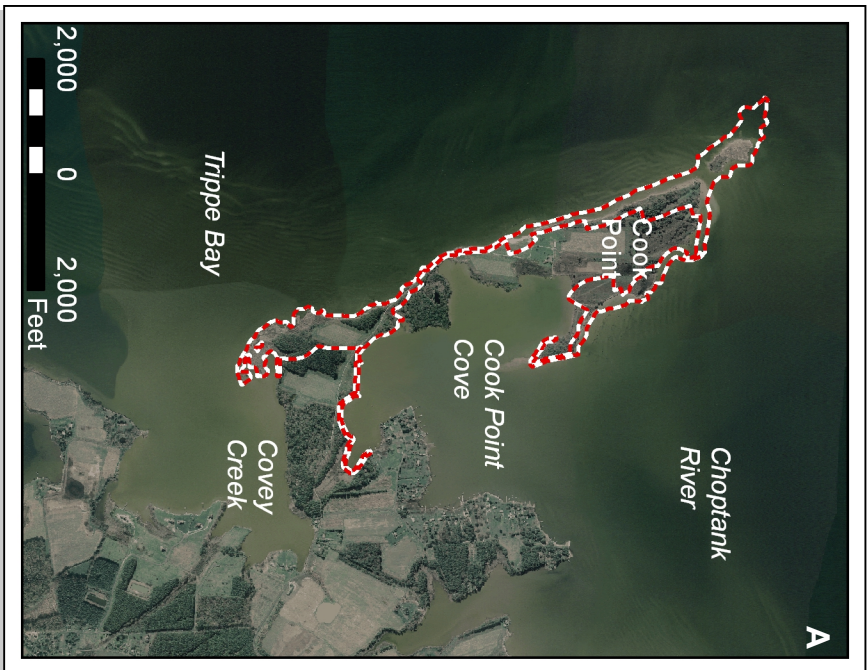 A
Choptank
River
Cook
Point
Cook Point
Cove
Covey
Creek
Trippe Bay
2,000
0
2,000
Feet